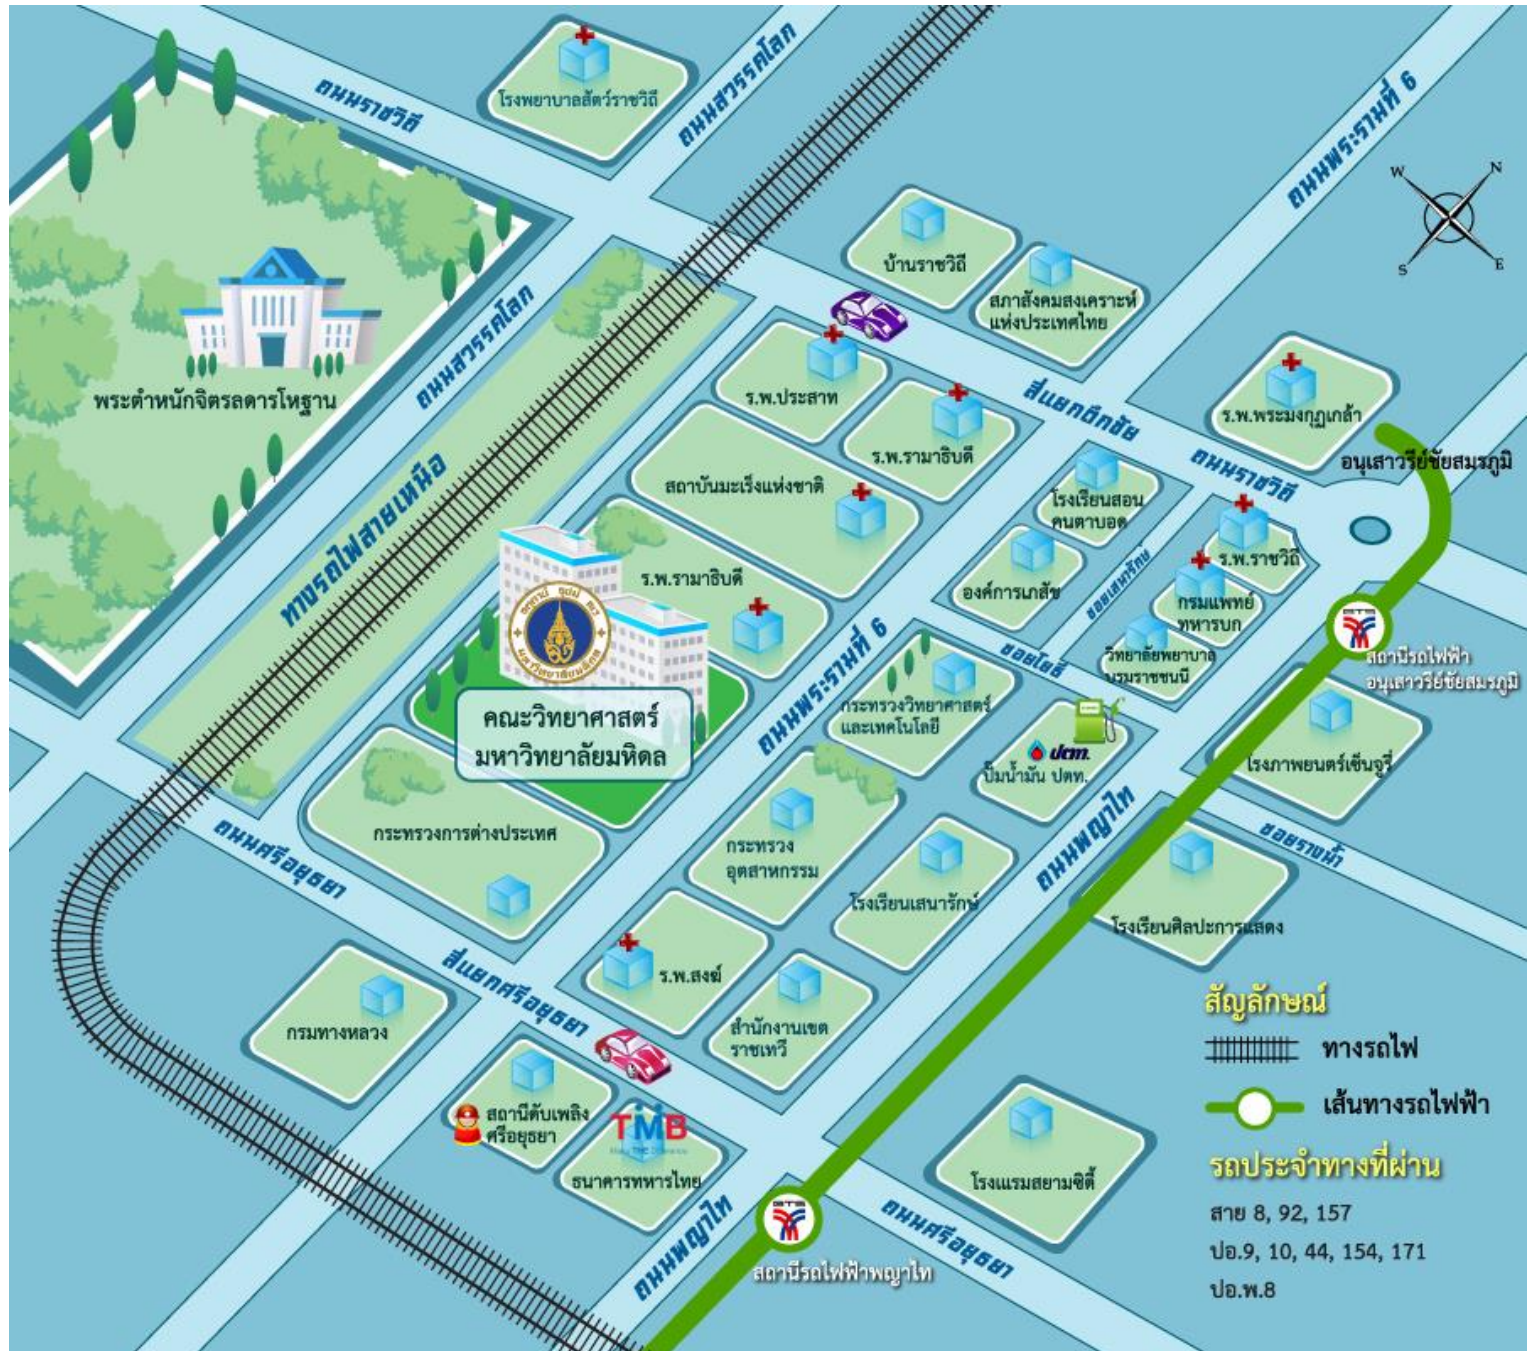 ถนนราชวิถี
โรงพยาบาลสัตว์ราชวิถี
ถนนสวรรคโลก
ถนนพระรามที่ 6
W
N
S
E
บ้านราชวิถี
สภาสังคมสงเคราะห์
แห่งประเทศไทย
พระตำหนักจิตรลดารโหฐาน
ถนนสวรรคโลก
ร.พ.ประสาท
ร.พ.รามาธิบดี
สี่แยกตึกชัย
ถนนราชวิถี
ร.พ.พระมงกุฎเกล้า
อนุเสาวรีย์ชัยสมรภูมิ
ทางรถไฟสายเหนือ
สถาบันมะเร็งแห่งชาติ
โรงเรียนสอน
คนตาบอด
ร.พ.ราชวิถี
ร.พ.รามาธิบดี
องค์การเภสัช
ซอยเสนารักษ์
กรมแพทย์
ทหารบก
วิทยาลัยพยาบาล
บรมราชชนนี
BTS
สถานีรถไฟฟ้า
อนุเสาวรีย์ชัยสมรภูมิ
มหาวิทยาลัยมหิดล
คณะวิทยาศาสตร์
มหาวิทยาลัยมหิดล
ถนนพระรามที่ 6
ซอยโยธี
กระทรวงวิทยาศาสตร์
และเทคโนโลยี
ปตท.
ปั๊มน้ำมัน ปตท.
โรงภาพยนตร์เซ็นจูรี่
กระทรวงการต่างประเทศ
กระทรวง
อุตสาหกรรม
โรงเรียนเสนารักษ์
ถนนพญาไท
ซอยรางน้ำ
โรงเรียนศิลปะการแสดง
ถนนศรีอยุธยา
สี่แยกศรีอยุธยา
ร.พ.สงฆ์
สำนักงานเขต
ราชเทวี
กรมทางหลวง
สถานีดับเพลิง
ศรีอยุธยา
TMB
ธนาคารทหารไทย
โรงแรมสยามซิตี้
ถนนพญาไท
BTS
สถานีรถไฟฟ้าพญาไท
ถนนศรีอยุธยา
สัญลักษณ์
ทางรถไฟ
เส้นทางรถไฟฟ้า
รถประจำทางที่ผ่าน
สาย 8, 92, 157
ปอ.9, 10, 44, 154, 171
ปอ.พ.8